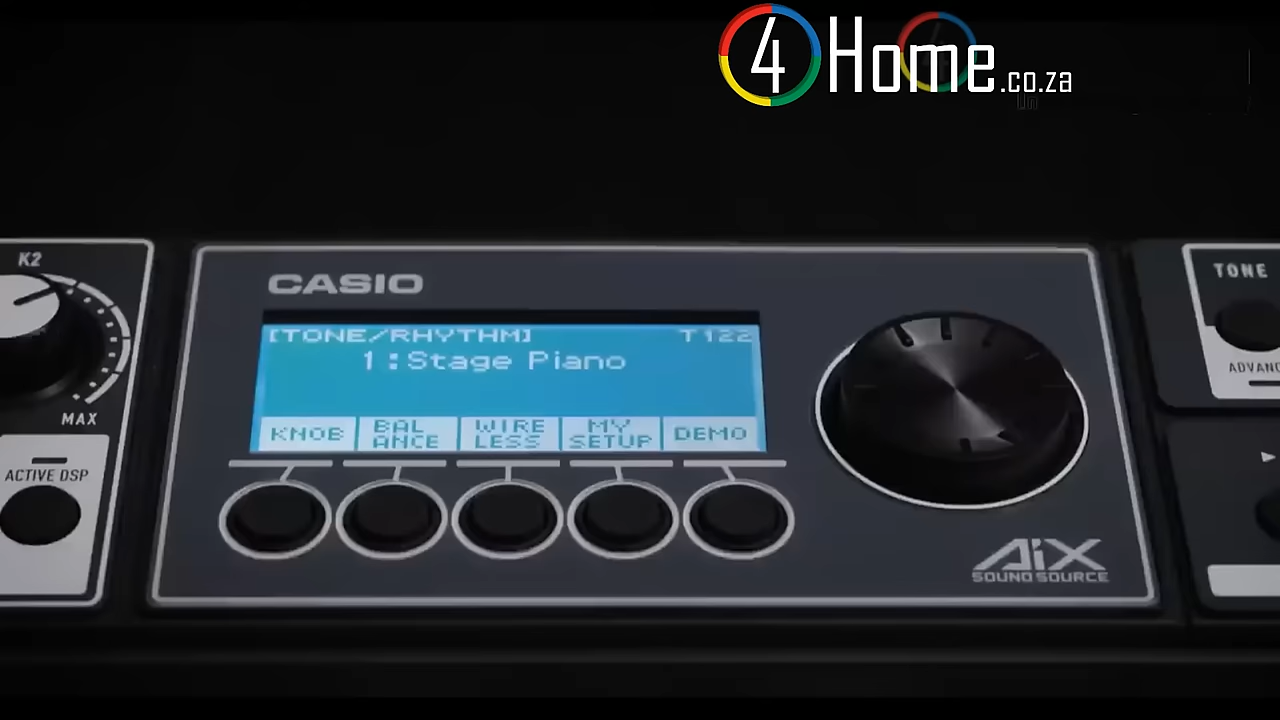 4Home.co.za
K2
MAX
ACTIVE DSP
CASIO
[TONE/RHYTHM] T122
1:Stage Piano
KNOB
BAL
ANCE
WIRE
LESS
MY
SETUP
DEMO
AiX
SOUND SOURCE
TONE